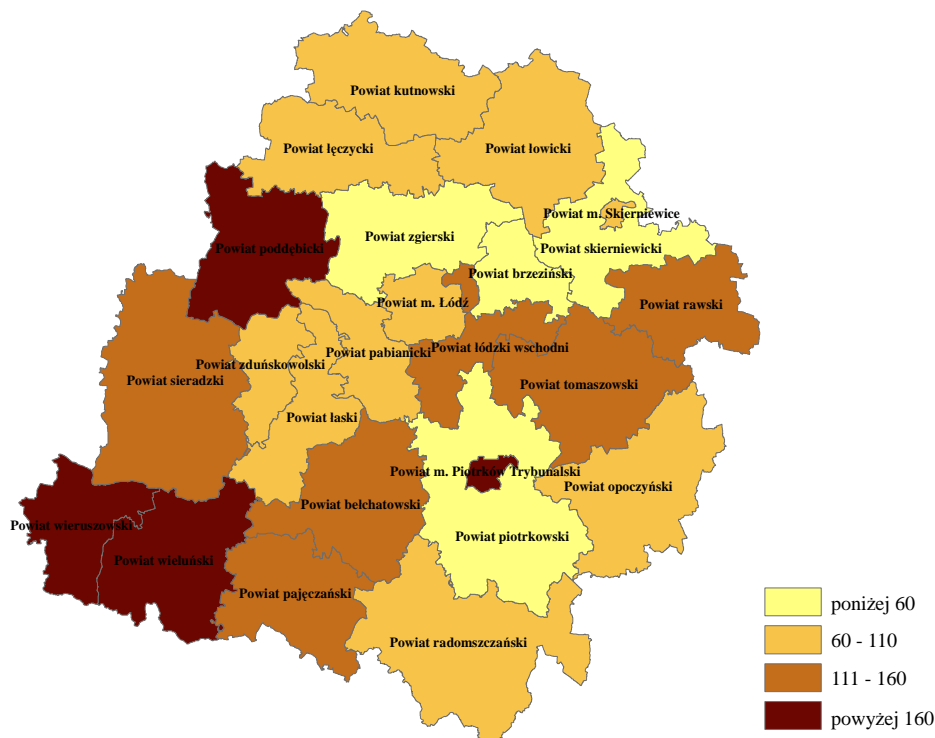 Powiat kutnowski
Powiat łęczycki
Powiat łowicki
Powiat m. Skierniewice
Powiat zgierski
Powiat skierniewicki
Powiat poddębicki
Powiat brzeziński
Powiat m. Łódź
Powiat rawski
Powiat łódzki wschodni
Powiat pabianicki
Powiat zduńskowolski
Powiat sieradzki
Powiat tomaszowski
Powiat łaski
Powiat m. Piotrków Trybunalski
Powiat opoczyński
Powiat bełchatowski
Powiat wieruszowski
Powiat piotrkowski
Powiat wieluński
Powiat pajęczański
Powiat radomszczański
poniżej 60
60 - 110
111 - 160
powyżej 160